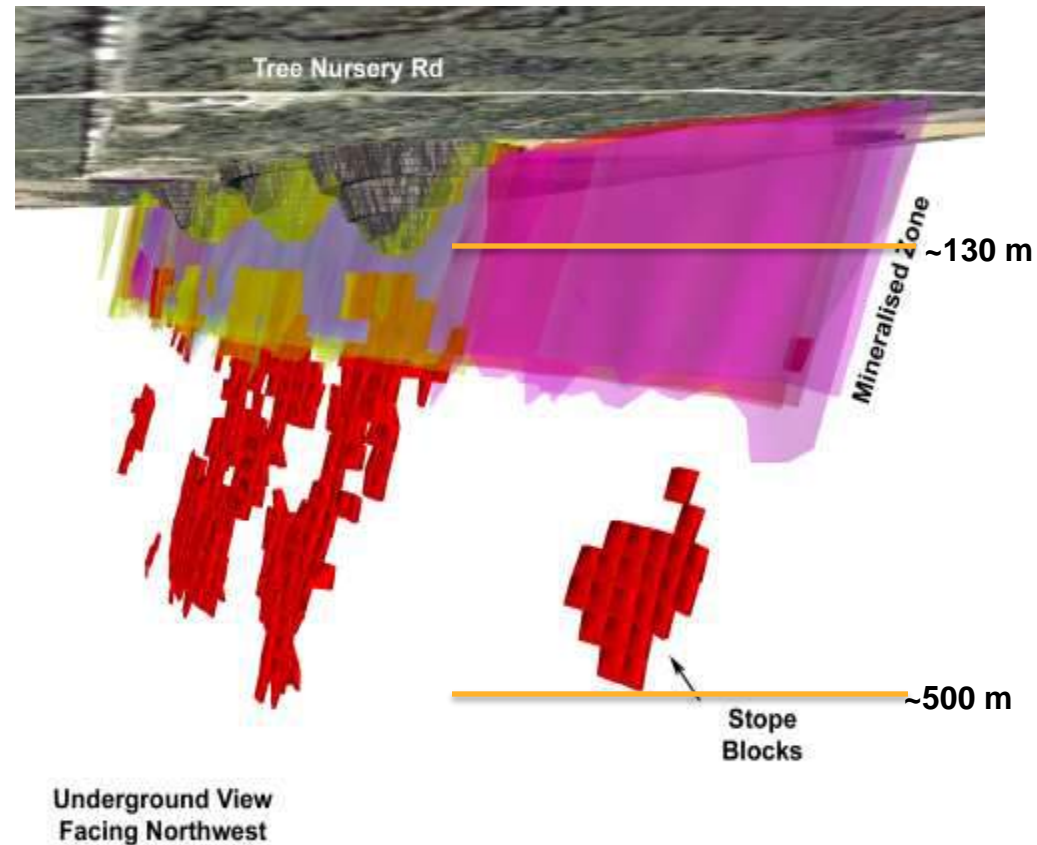 Tree Nursery Rd
~130 m
Mineralised Zone
~500 m
Stope
Blocks
Underground View
Facing Northwest